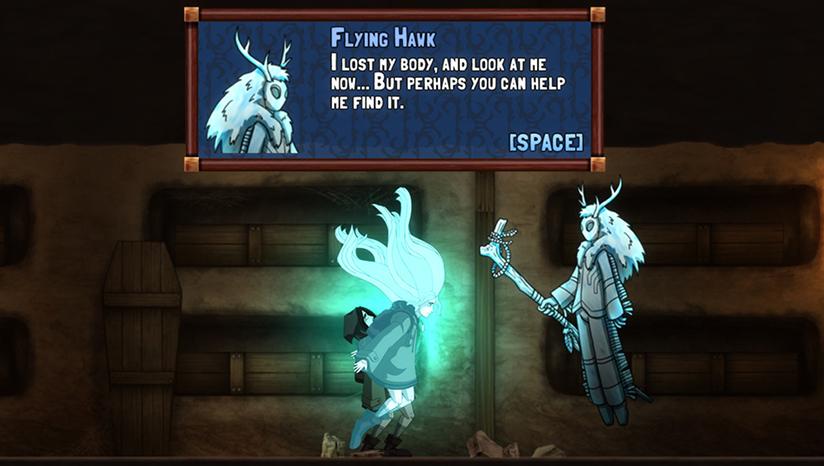 Flying Hawk
I lost my body, and look at me
now... But perhaps you can help
me find it.
[SPACE]